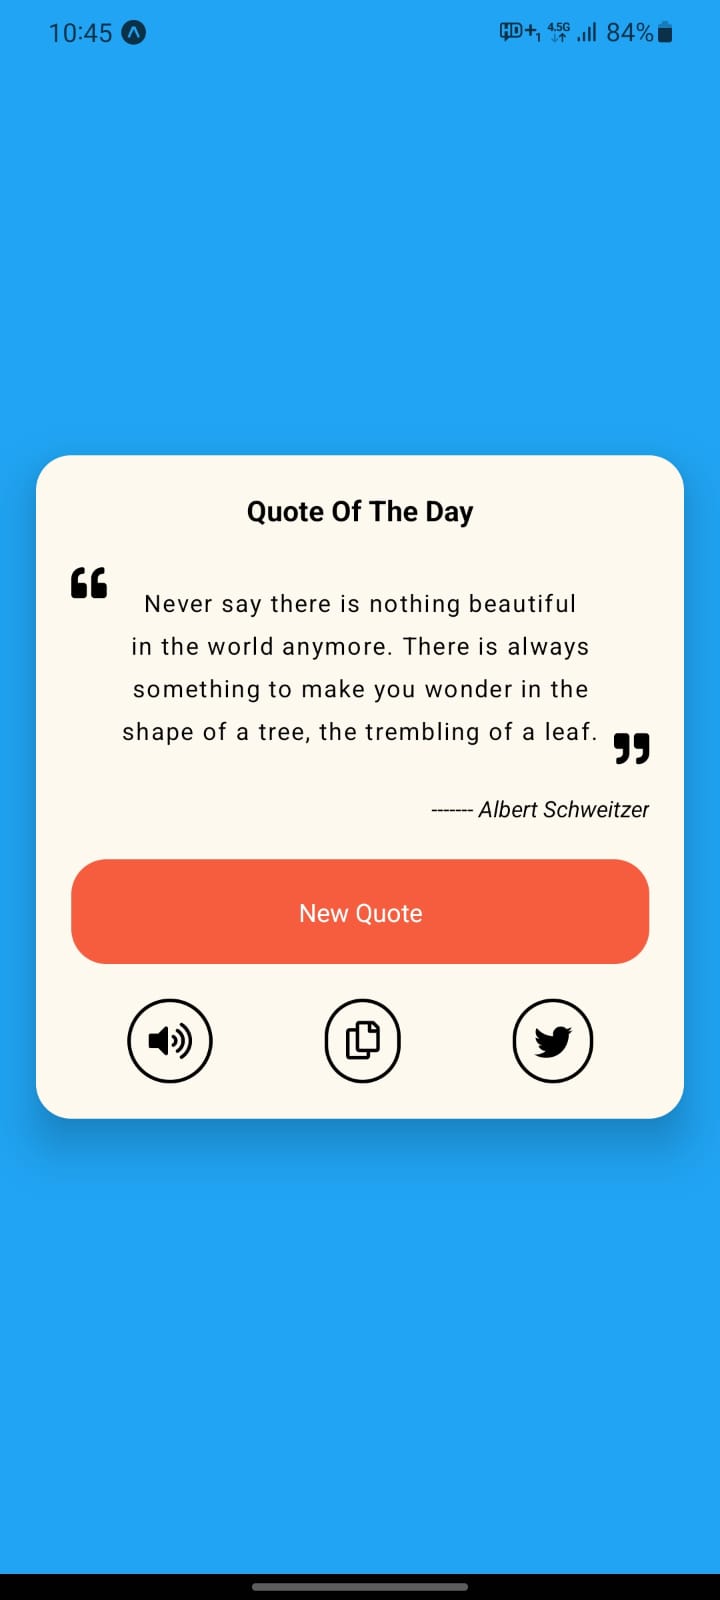 10:45
HD+1 4.5G 84%
Quote Of The Day
“
Never say there is nothing beautiful
in the world anymore. There is always
something to make you wonder in the
shape of a tree, the trembling of a leaf.
”
------- Albert Schweitzer
New Quote